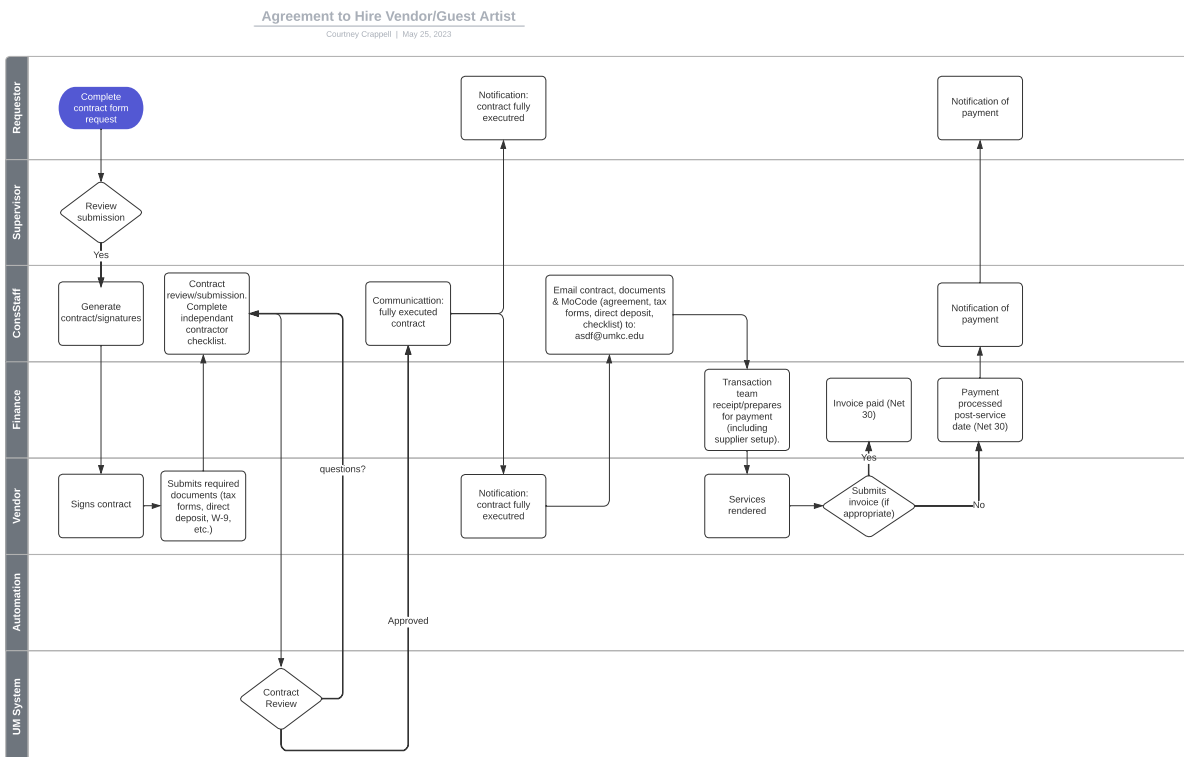 Agreement to Hire Vendor/Guest Artist
Courtney Crappell | May 25, 2023
Requestor
Complete
contract form
request
Notification:
contract fully
executred
Notification of
payment
Supervisor
Review
submission
Yes
ConsStaff
Generate
contract/signatures
Contract
review/submission.
Complete
independant
contractor
checklist.
Communicattion:
fully executed
contract
Email contract, documents
& MoCode (agreement, tax
forms, direct deposit,
checklist) to:
asdf@umkc.edu
Notification of
payment
Finance
Transaction
team
receipt/prepares
for payment
(including
supplier setup).
Invoice paid (Net
30)
Payment
processed
post-service
date (Net 30)
Yes
questions?
Vendor
Signs contract
Submits required
documents (tax
forms, direct
deposit, W-9,
etc.)
Notification:
contract fully
executred
Services
rendered
Submits
invoice (if
appropriate)
No
Automation
Approved
UM System
Contract
Review